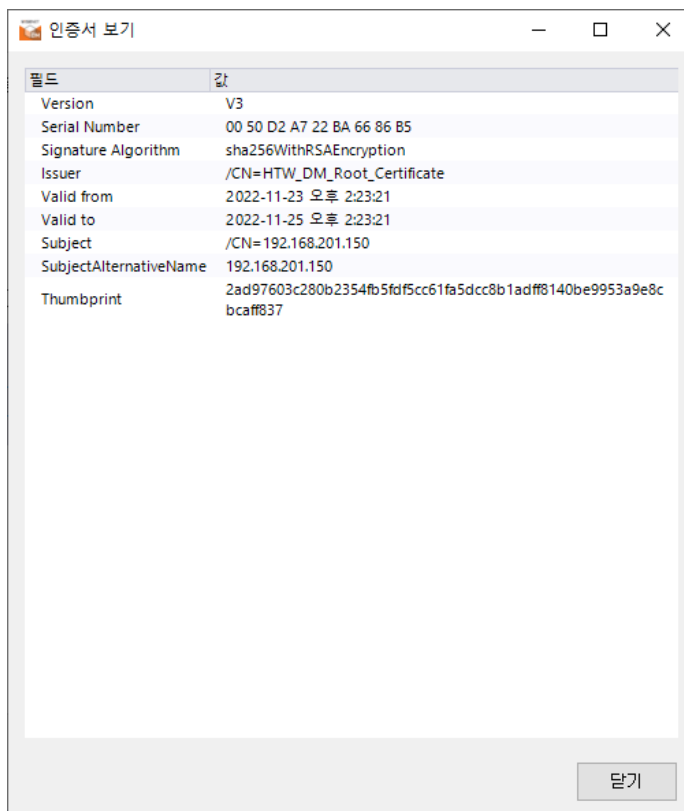 인증서 보기
필드 값
Version V3
Serial Number 00 50 D2 A7 22 BA 66 86 B5
Signature Algorithm sha256WithRSAEncryption
Issuer /CN=HTW_DM_Root_Certificate
Valid from 2022-11-23 오후 2:23:21
Valid to 2022-11-25 오후 2:23:21
Subject /CN=192.168.201.150
SubjectAlternativeName 192.168.201.150
Thumbprint 2ad97603c280b2354fb5fdf5cc61fa5dcc8b1adff8140be9953a9e8c
bcaff837
닫기